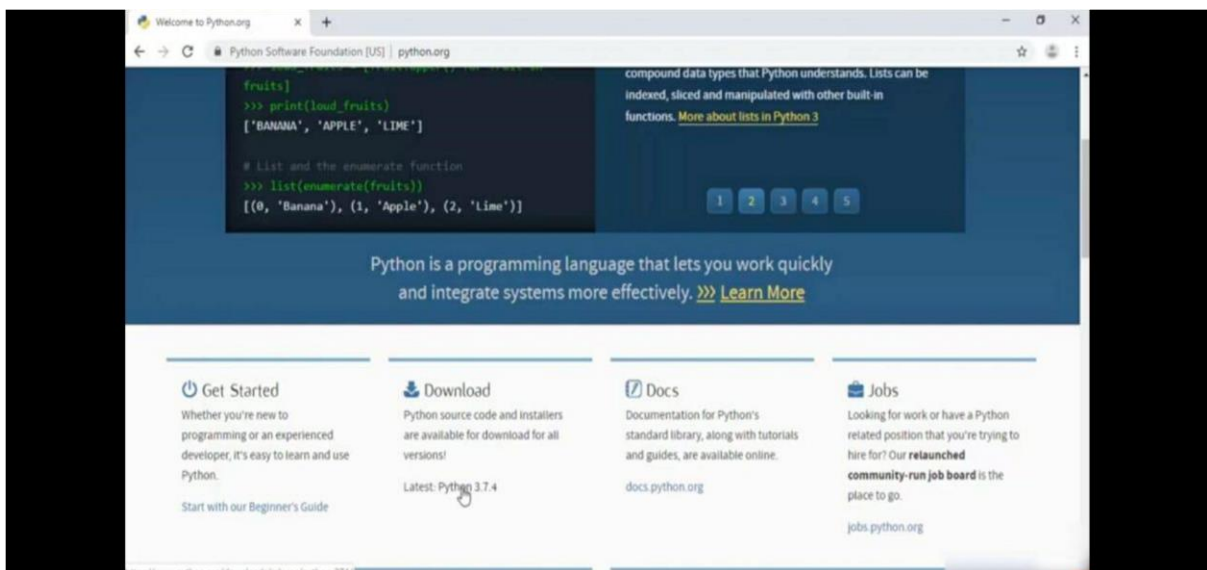 Welcome to Python.org
Python Software Foundation [US] | python.org
fruits]
>>> print(loud_fruits)
['BANANA', 'APPLE', 'LIME']
# List and the enumerate function
>>> list(enumerate(fruits))
[(0, 'Banana'), (1, 'Apple'), (2, 'Lime')]
compound data types that Python understands. Lists can be
indexed, sliced and manipulated with other built-in
functions. More about lists in Python 3
1 2 3 4 5
Python is a programming language that lets you work quickly
and integrate systems more effectively. >>> Learn More
Get Started
Whether you're new to
programming or an experienced
developer, it's easy to learn and use
Python.
Start with our Beginner's Guide
Download
Python source code and installers
are available for download for all
versions!
Latest: Python 3.7.4
Docs
Documentation for Python's
standard library, along with tutorials
and guides, are available online.
docs.python.org
Jobs
Looking for work or have a Python
related position that you're trying to
hire for? Our relaunched
community-run job board is the
place to go.
jobs.python.org